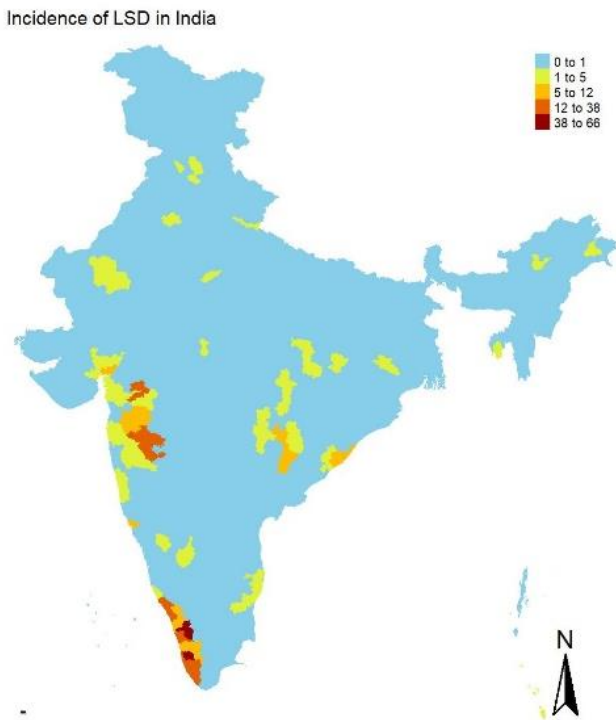 Incidence of LSD in India
0 to 1
1 to 5
5 to 12
12 to 38
38 to 66
N